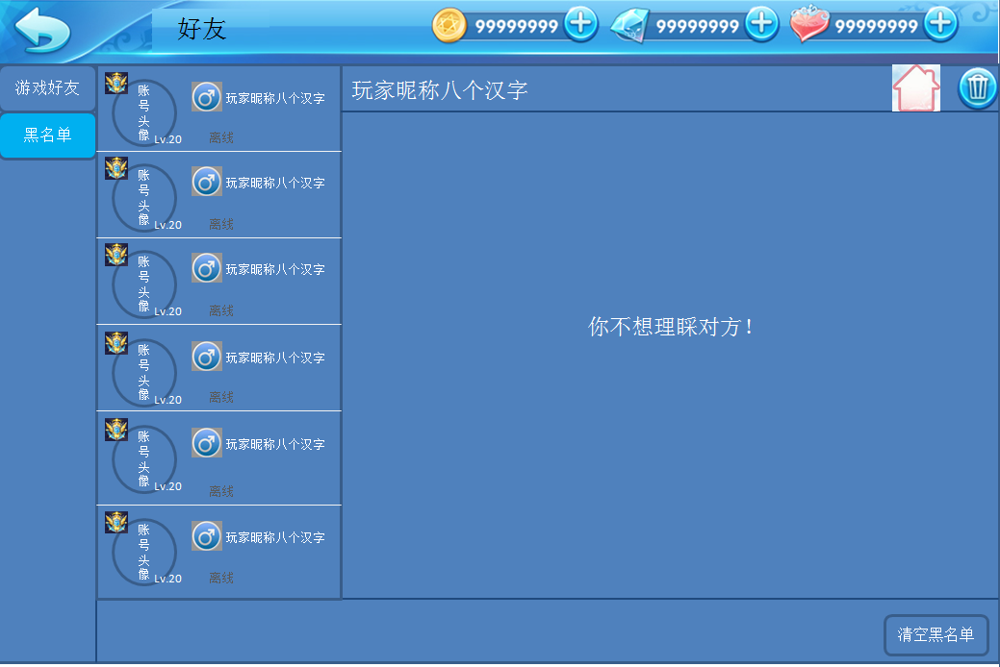 好友
99999999
99999999
99999999
游戏好友
黑名单
账号头像
Lv.20
玩家昵称八个汉字
离线
账号头像
Lv.20
玩家昵称八个汉字
离线
账号头像
Lv.20
玩家昵称八个汉字
离线
账号头像
Lv.20
玩家昵称八个汉字
离线
账号头像
Lv.20
玩家昵称八个汉字
离线
账号头像
Lv.20
玩家昵称八个汉字
离线
玩家昵称八个汉字
你不想理睬对方！
清空黑名单